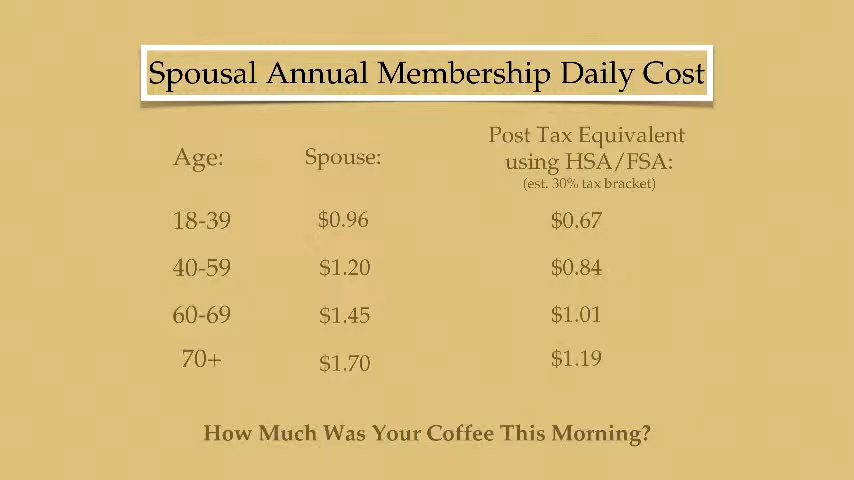 Spousal Annual Membership Daily Cost
Age: Spouse: Post Tax Equivalent
using HSA/FSA:
(est. 30% tax bracket)
18-39 $0.96 $0.67
40-59 $1.20 $0.84
60-69 $1.45 $1.01
70+ $1.70 $1.19
How Much Was Your Coffee This Morning?